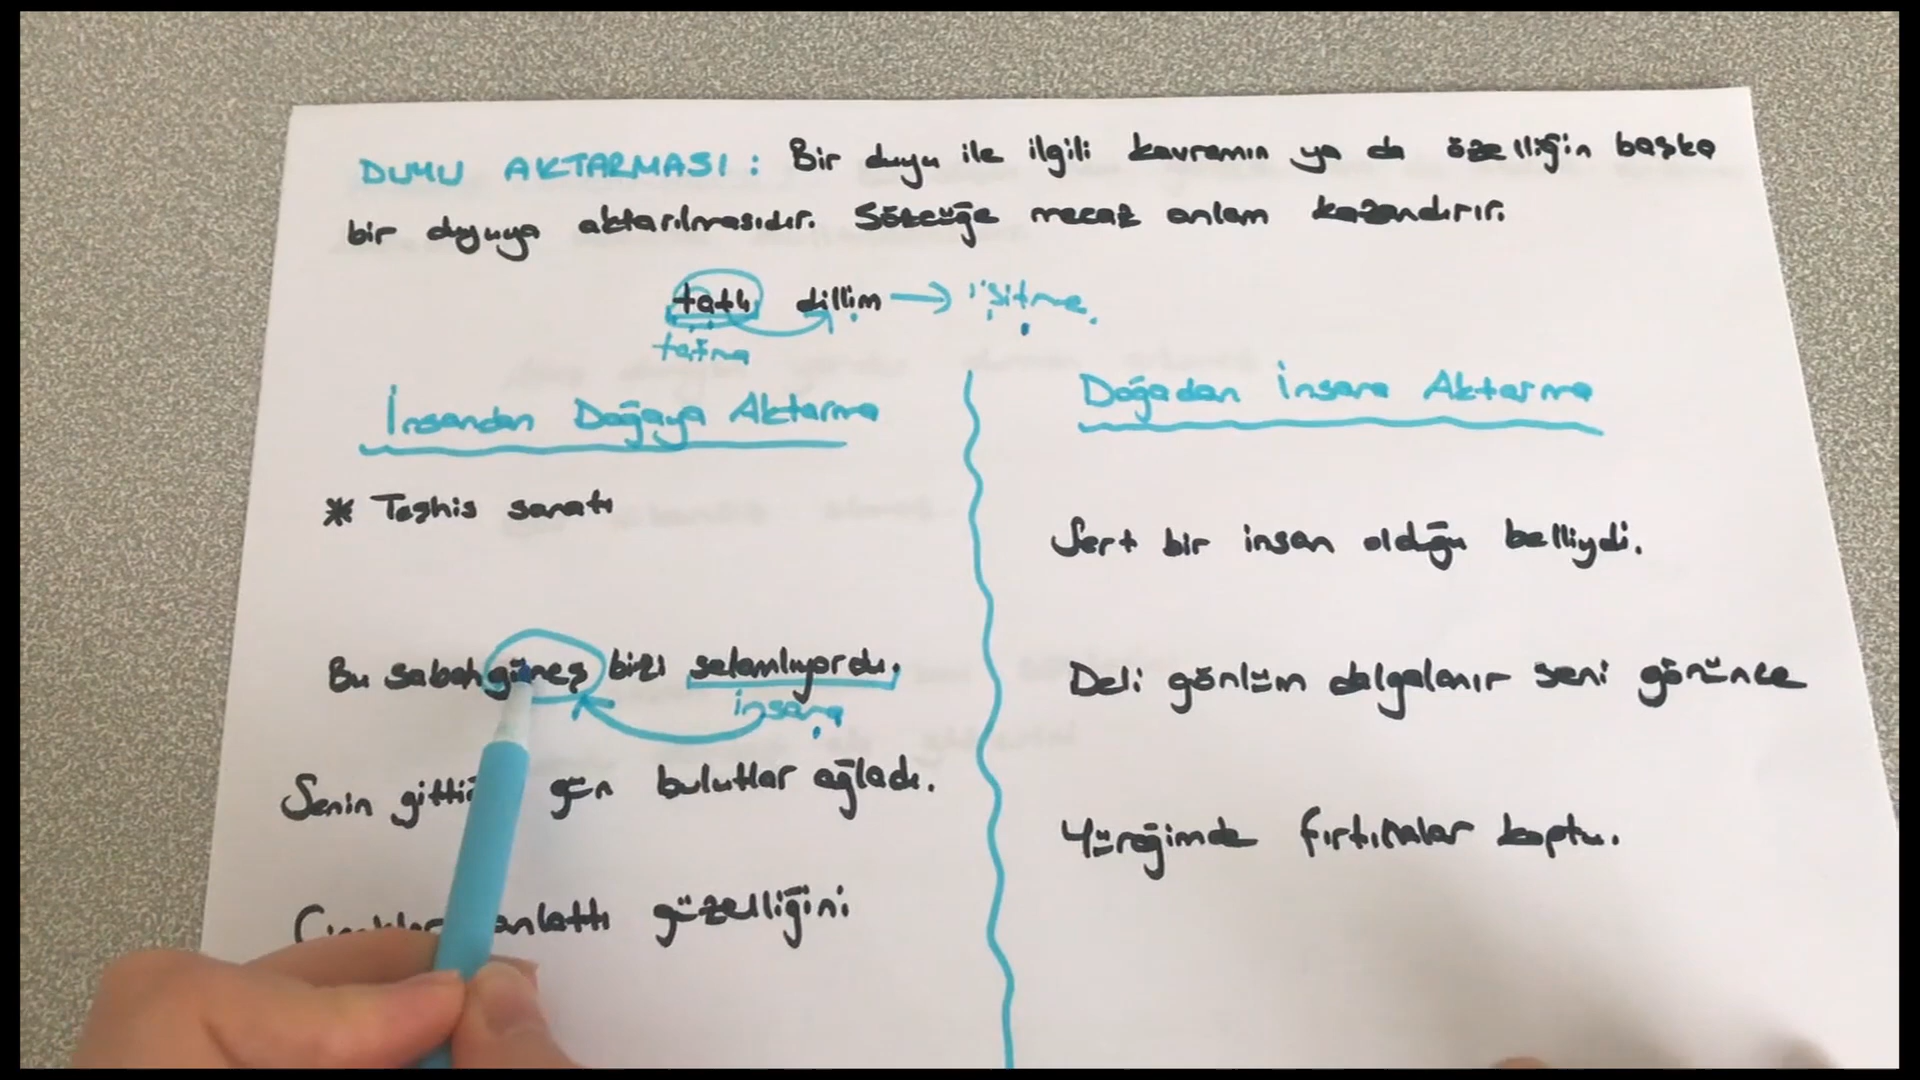 DUYU AKTARMASI: Bir duyu ile ilgili kavramın ya da özelliğin başka
bir duyuya aktarılmasıdır. Sözcüğe mecaz anlam kazandırır.
tatlı dillim → işitme
tatma
İnsandan Doğaya Aktarma
* Teşhis sanatı
Bu sabah güneş bizi selamlıyordu.
insana
Senin gün bulutlar ağladı.
anlattı güzelliğini
Doğadan İnsana Aktarma
Sert bir insan olduğu belliydi.
Deli gönlüm dalgalanır seni görünce
Yüreğimde fırtınalar koptu.